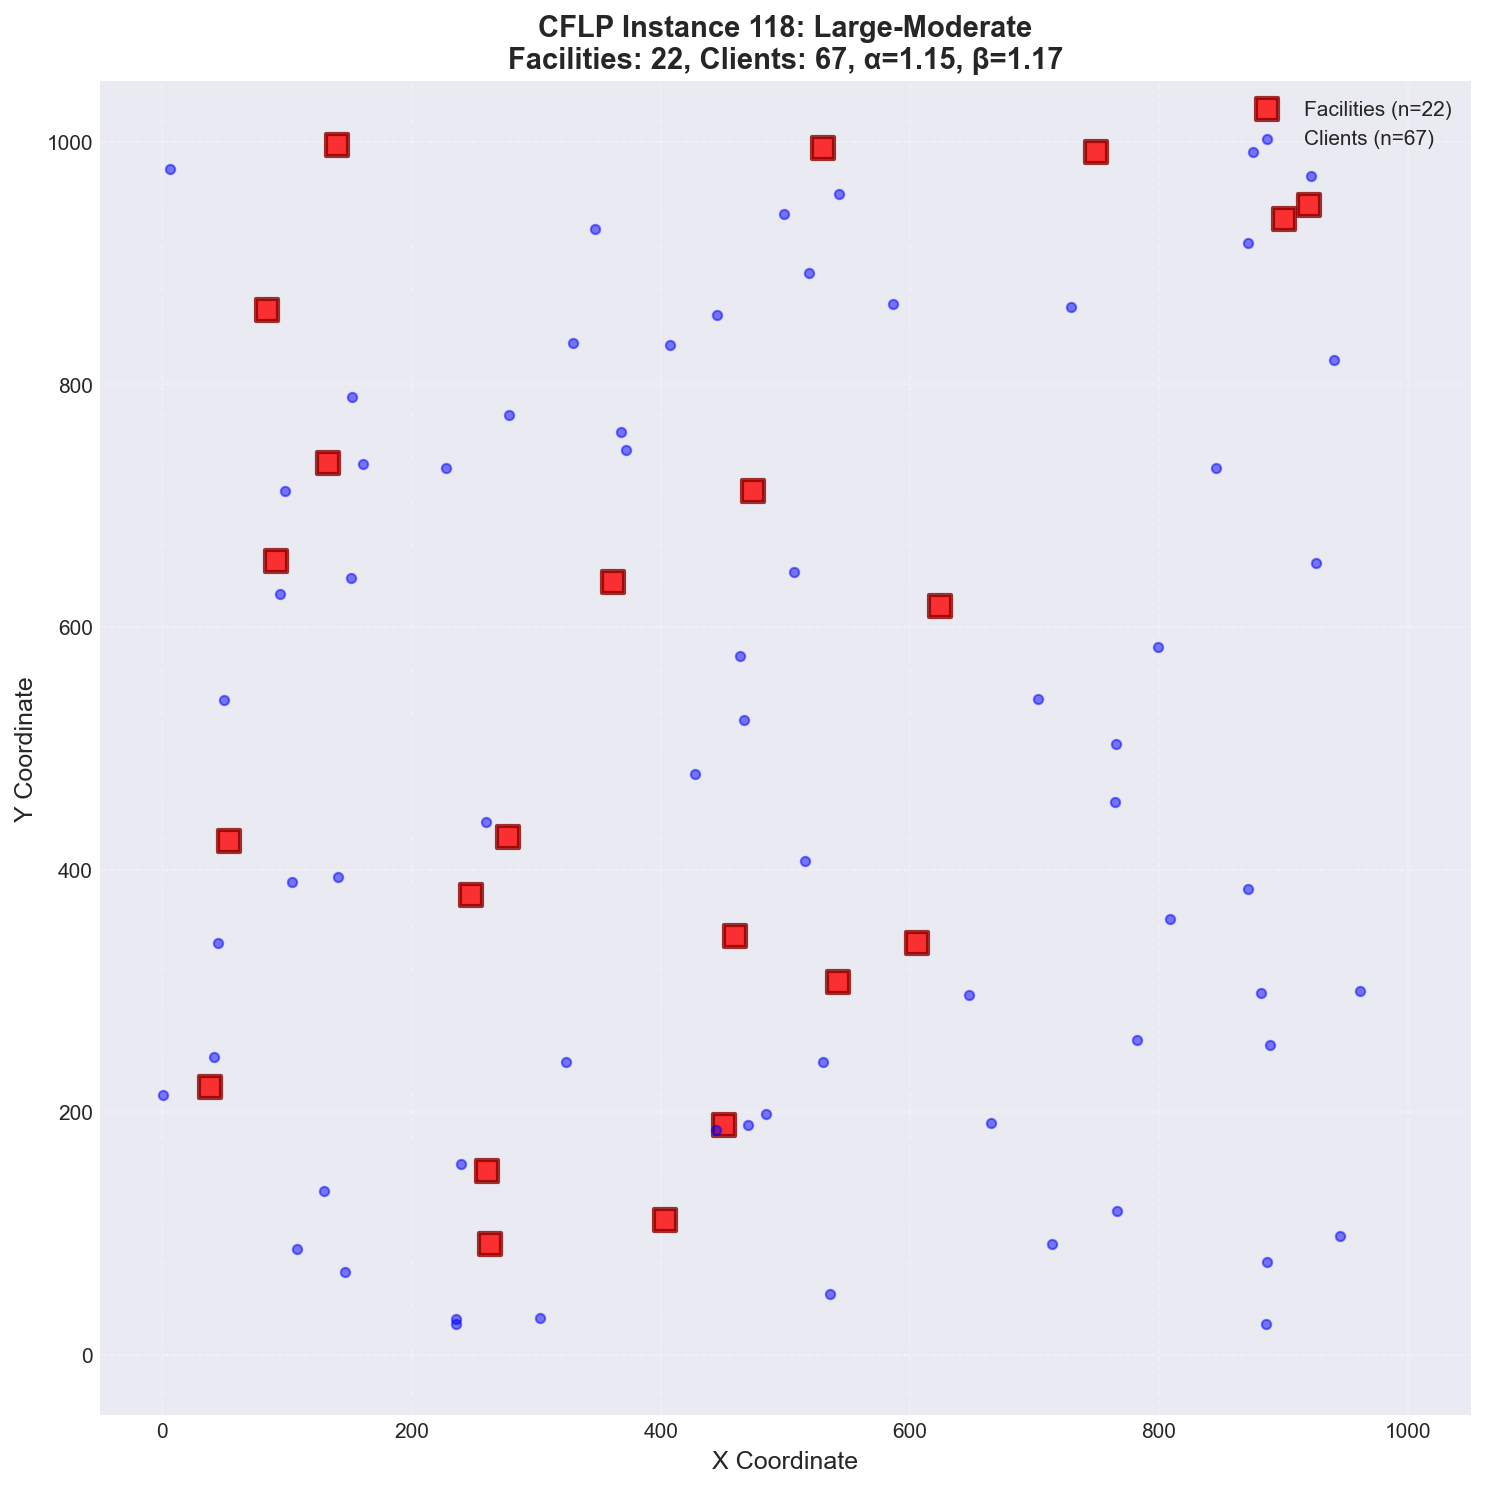 CFLP Instance 118: Large-Moderate
Facilities: 22, Clients: 67, α=1.15, β=1.17
Facilities (n=22)
Clients (n=67)
1000
800
600
400
200
0
Y Coordinate
0 200 400 600 800 1000
X Coordinate